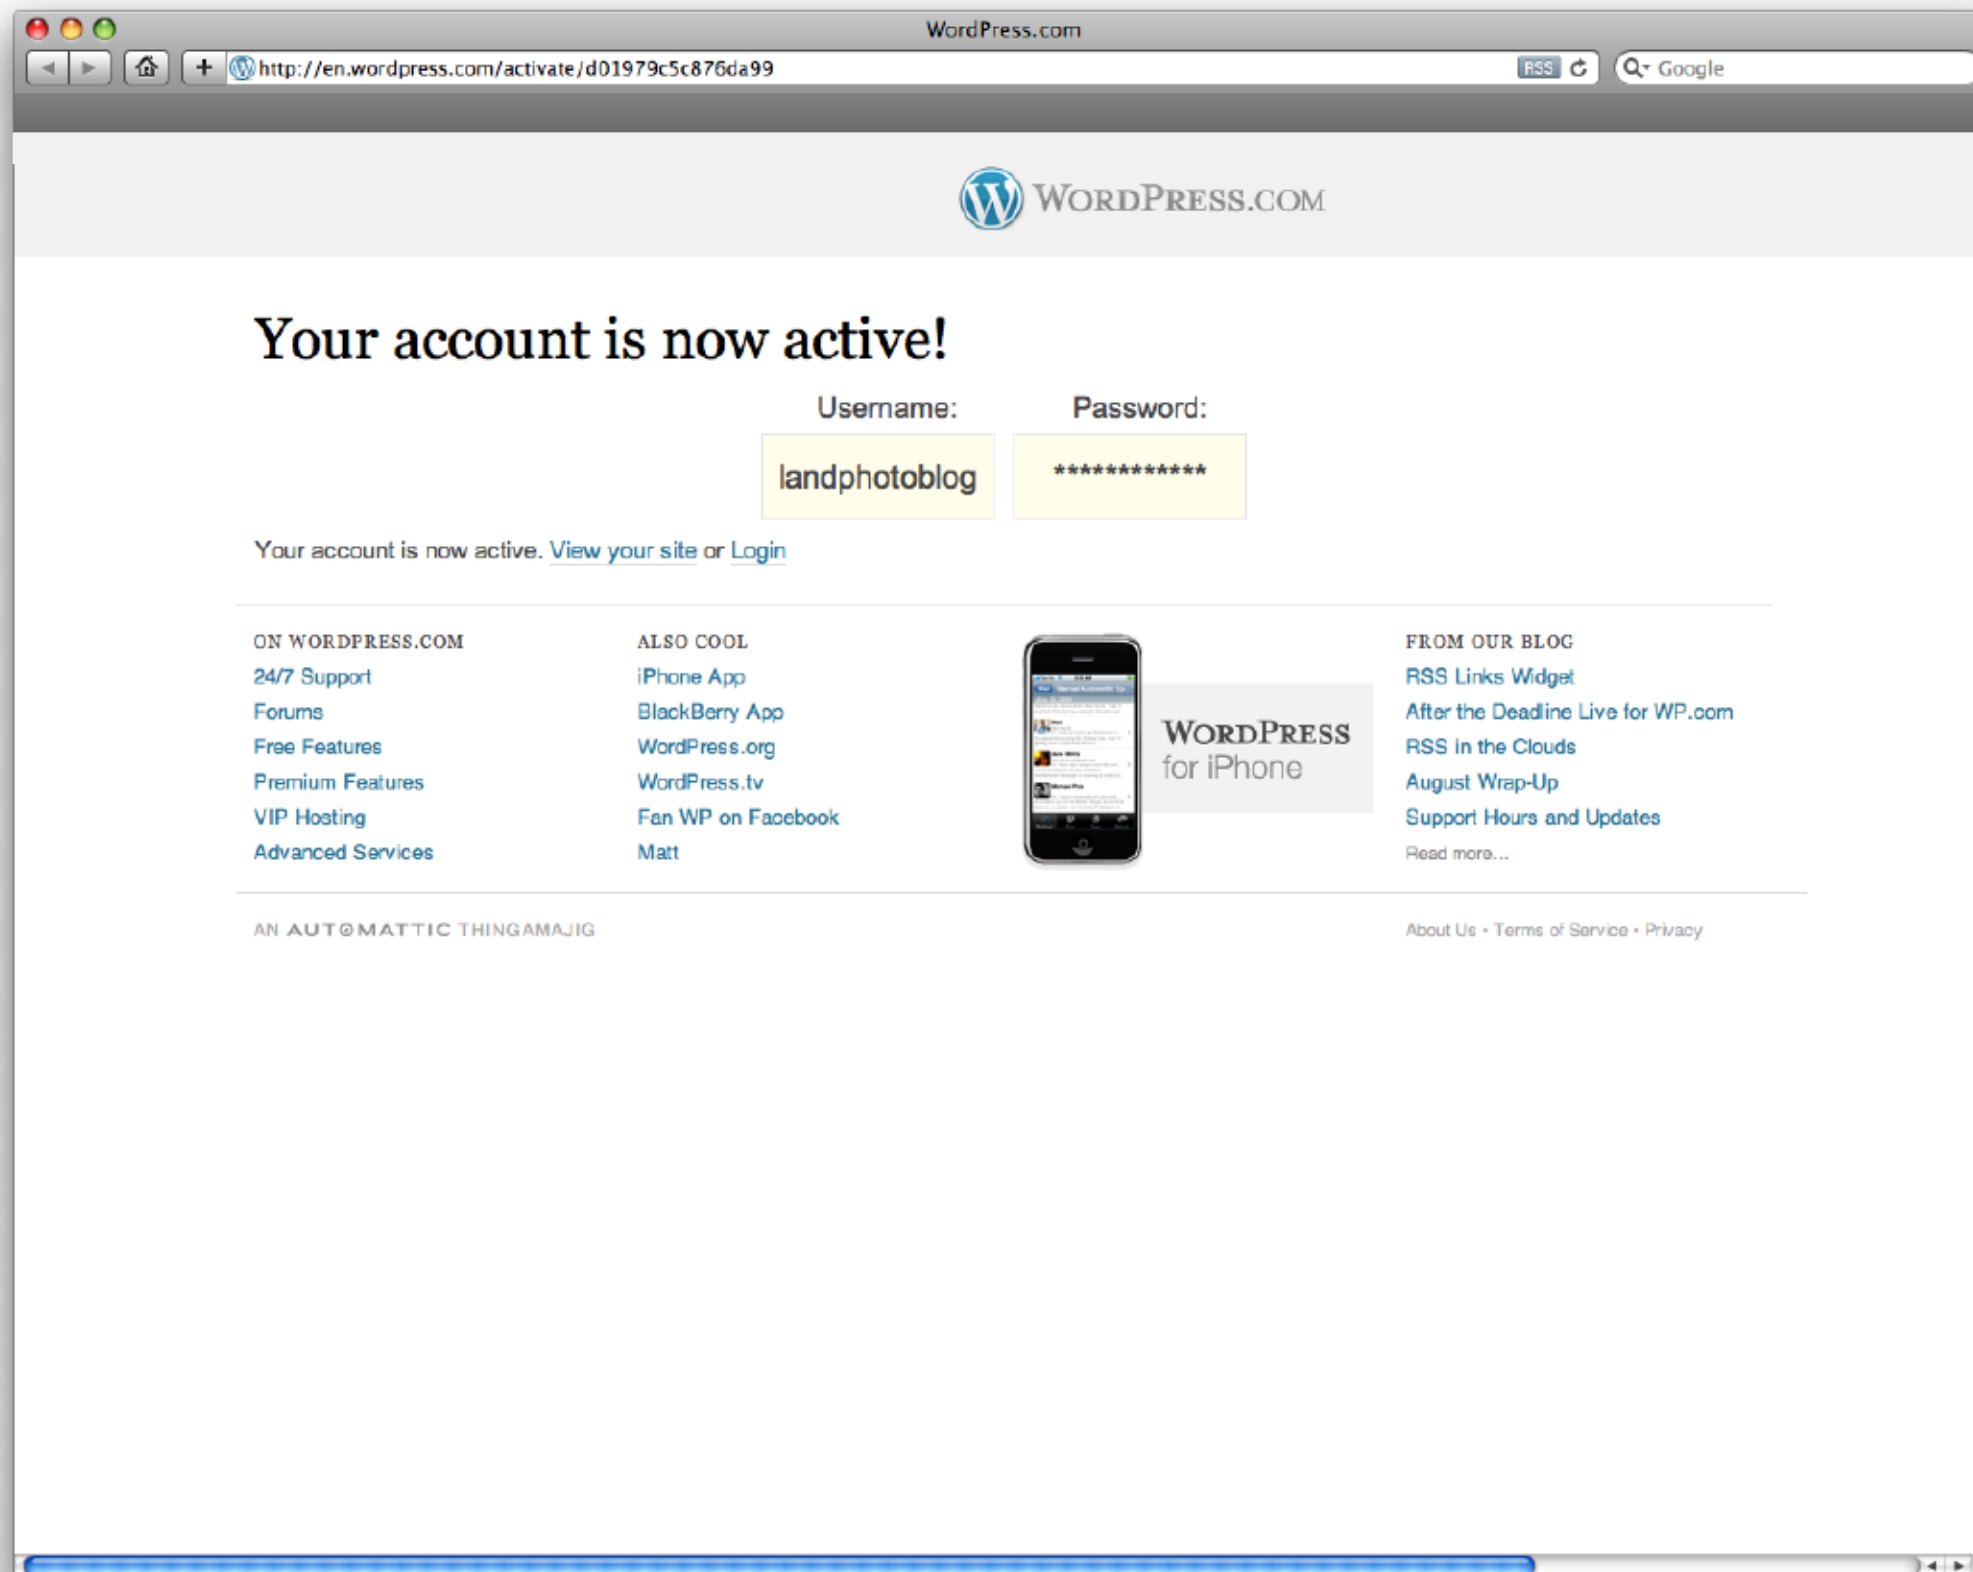 WordPress.com
http://en.wordpress.com/activate/d01979c5c876da99
RSS
Google
WORDPRESS.COM
Your account is now active!
Username: Password:
landphotoblog ************
Your account is now active. View your site or Login
ON WORDPRESS.COM
24/7 Support
Forums
Free Features
Premium Features
VIP Hosting
Advanced Services
ALSO COOL
iPhone App
BlackBerry App
WordPress.org
WordPress.tv
Fan WP on Facebook
Matt
WORDPRESS
for iPhone
FROM OUR BLOG
RSS Links Widget
After the Deadline Live for WP.com
RSS in the Clouds
August Wrap-Up
Support Hours and Updates
Read more...
AN AUTOMATTIC THINGAMAJIG
About Us • Terms of Service • Privacy